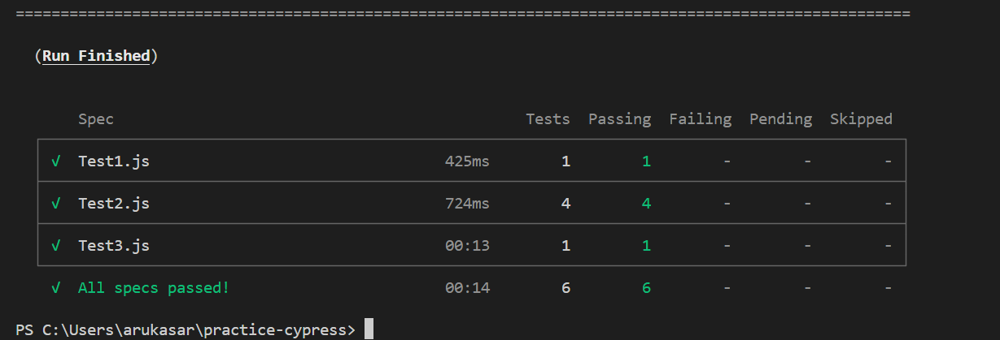 ====================================================================================================
(Run Finished)
Spec Tests Passing Failing Pending Skipped
√ Test1.js 425ms 1 1 - - -
√ Test2.js 724ms 4 4 - - -
√ Test3.js 00:13 1 1 - - -
√ All specs passed! 00:14 6 6 - - -
PS C:\Users\arukasar\practice-cypress>